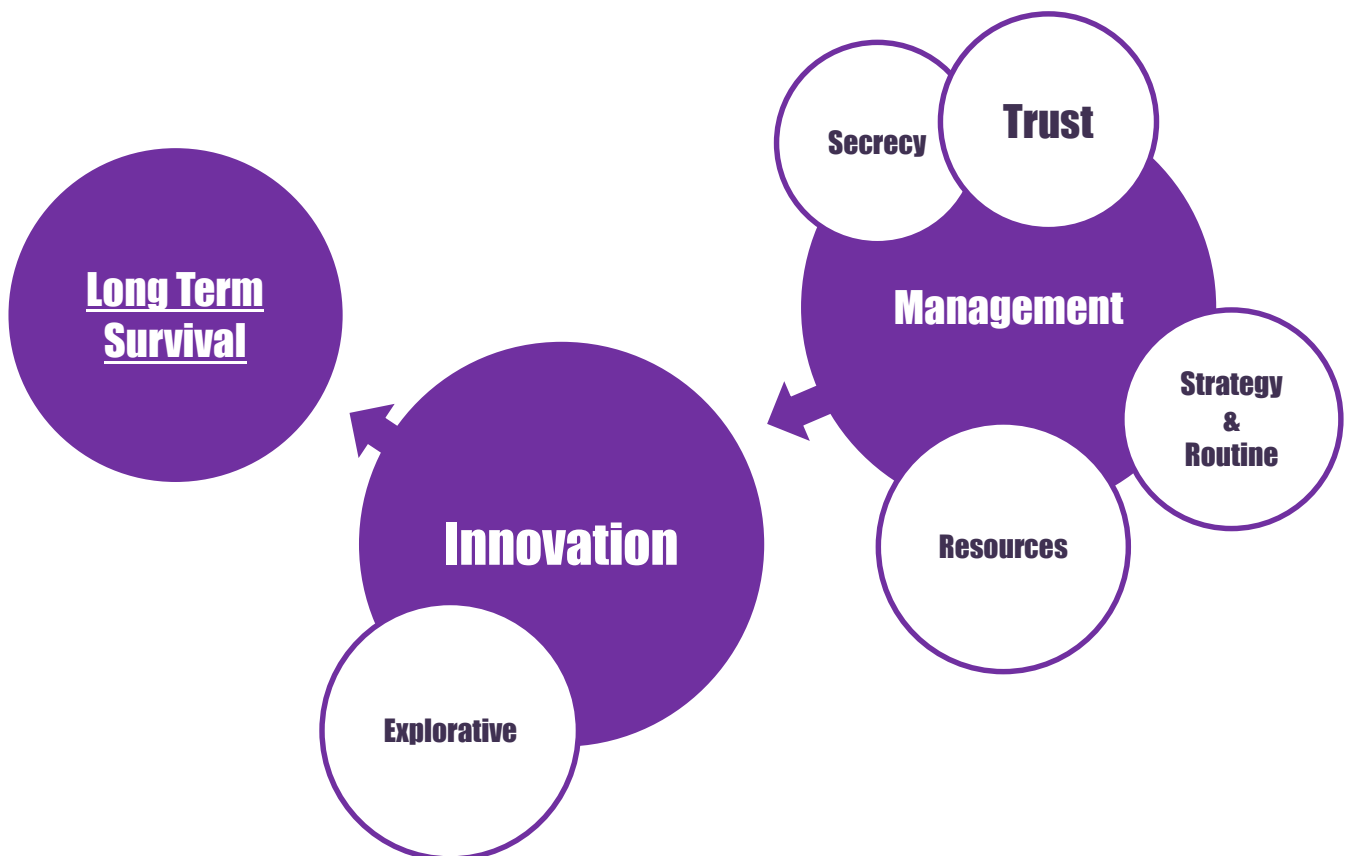 Secrecy
Trust
Long Term
Survival
Management
Strategy
&
Routine
Innovation
Resources
Explorative